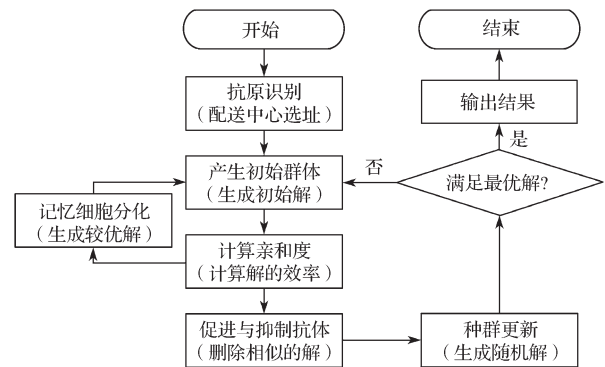 开始
抗原识别
（配送中心选址）
产生初始群体
（生成初始解）
记忆细胞分化
（生成较优解）
计算亲和度
（计算解的效率）
促进与抑制抗体
（删除相似的解）
种群更新
（生成随机解）
满足最优解?
否
是
输出结果
结束